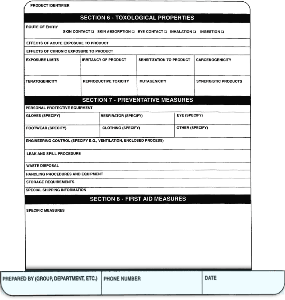 PRODUCT IDENTIFIER
SECTION 6 - TOXOLOGICAL PROPERTIES
ROUTE OF ENTRY
SKIN CONTACT □ SKIN ABSORPTION □ EYE CONTACT □ INHALATION □ INGESTION □
EFFECTS OF ACUTE EXPOSURE TO PRODUCT
EFFECTS OF CHRONIC EXPOSURE TO PRODUCT
EXPOSURE LIMITS IRRITANCY OF PRODUCT SENSITIZATION TO PRODUCT CARCINOGENICITY
TERATOGENICITY REPRODUCTIVE TOXICITY MUTAGENICITY SYNERGISTIC PRODUCTS
SECTION 7 - PREVENTATIVE MEASURES
PERSONAL PROTECTIVE EQUIPMENT
GLOVES (SPECIFY) RESPIRATOR (SPECIFY) EYE (SPECIFY)
FOOTWEAR (SPECIFY) CLOTHING (SPECIFY) OTHER (SPECIFY)
ENGINEERING CONTROL (SPECIFY E.G., VENTILATION, ENCLOSED PROCESS)
LEAK AND SPILL PROCEDURE
WASTE DISPOSAL
HANDLING PROCEDURES AND EQUIPMENT
STORAGE REQUIREMENTS
SPECIAL SHIPPING INFORMATION
SECTION 8 - FIRST AID MEASURES
SPECIFIC MEASURES
PREPARED BY (GROUP, DEPARTMENT, ETC.) PHONE NUMBER DATE